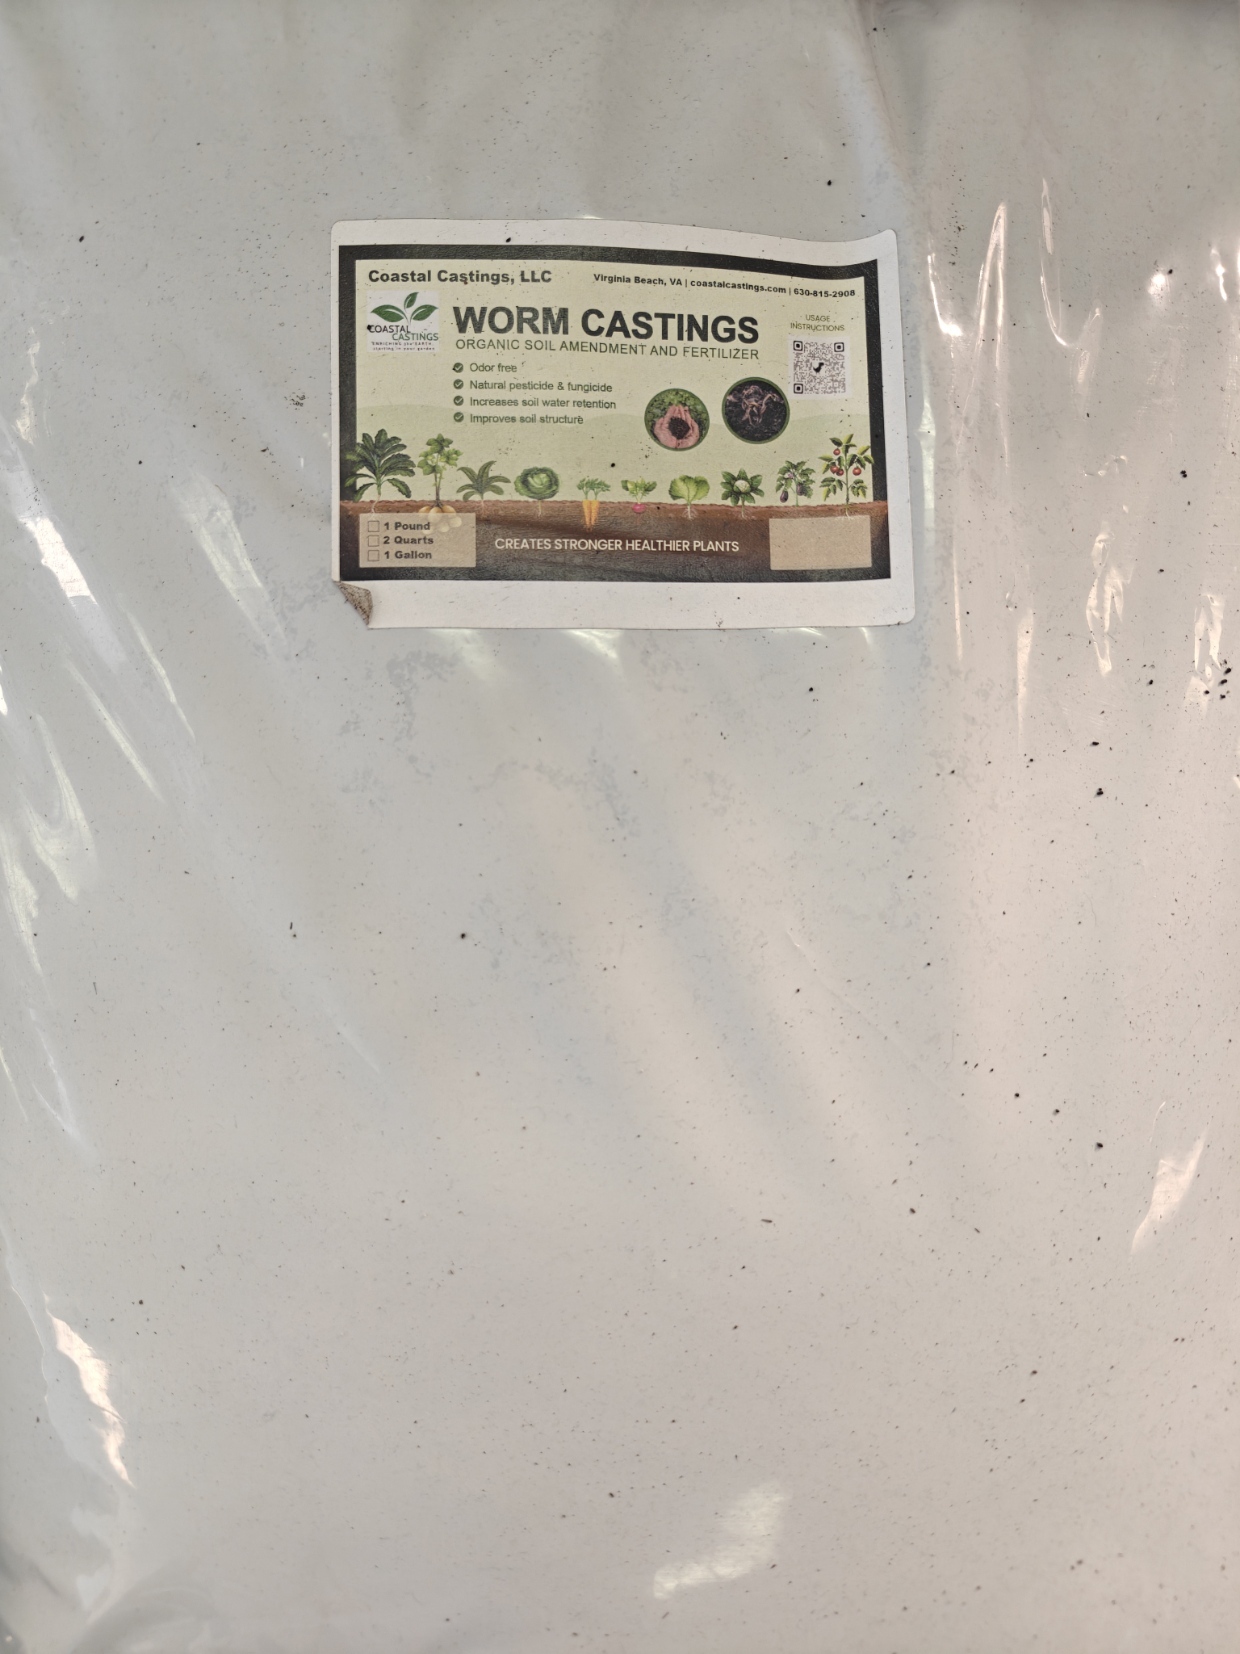 Coastal Castings, LLC
Virginia Beach, VA | coastalcastings.com | 630-815-2908
COASTAL
CASTINGS
WORM CASTINGS
ORGANIC SOIL AMENDMENT AND FERTILIZER
USAGE
INSTRUCTIONS
Odor free
Natural pesticide & fungicide
Increases soil water retention
Improves soil structure
1 Pound
2 Quarts
1 Gallon
CREATES STRONGER HEALTHIER PLANTS